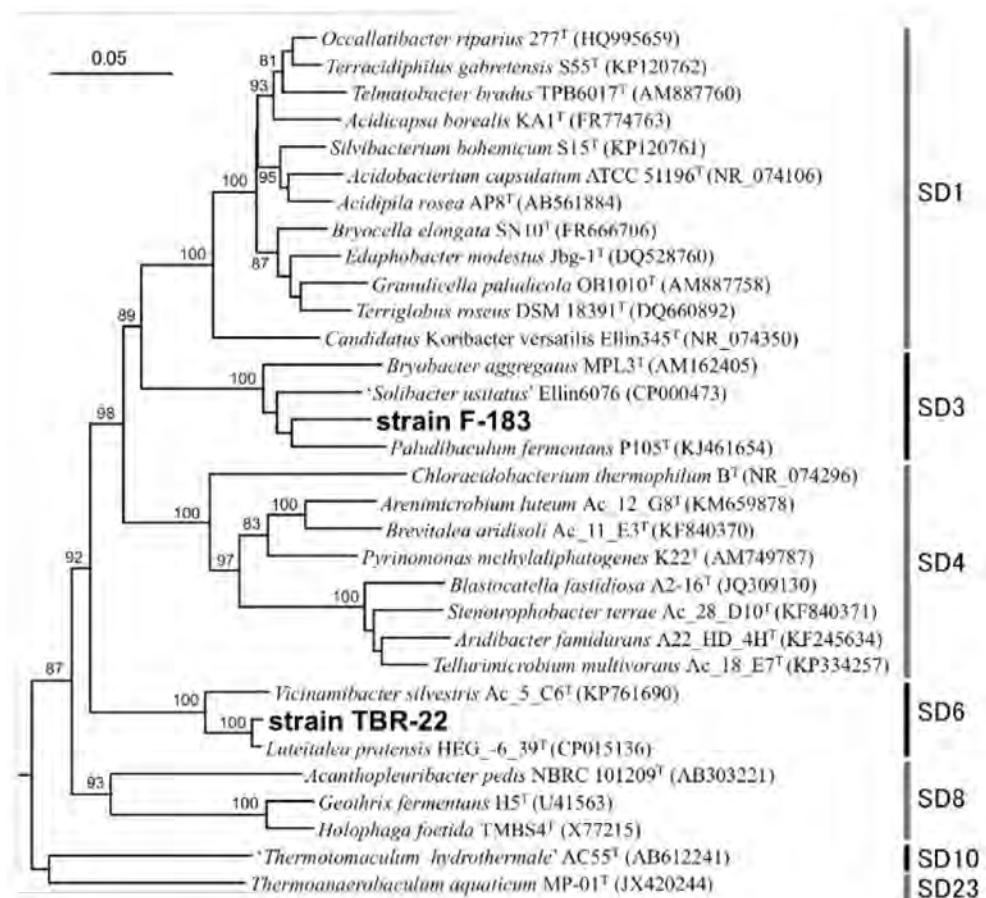 0.05
Occallatibacter riparius 277ᵀ (HQ995659)
81
Terracidiphilus gabretensis S55ᵀ (KP120762)
93
Telmatobacter bradus TPB6017ᵀ (AM887760)
Acidicapsa borealis KA1ᵀ (FR774763)
Silvibacterium bohemicum S15ᵀ (KP120761)
100
95
Acidobacterium capsulatum ATCC 51196ᵀ (NR_074106)
SD1
Acidipila rosea AP8ᵀ (AB561884)
Bryocella elongata SN10ᵀ (FR666706)
100
87
Edaphobacter modestus Jbg-1ᵀ (DQ528760)
Granulicella paludicola OB1010ᵀ (AM887758)
Terriglobus roseus DSM 18391ᵀ (DQ660892)
89
Candidatus Koribacter versatilis Ellin345ᵀ (NR_074350)
Bryobacter aggregatus MPL3ᵀ (AM162405)
100
'Solibacter usitatus' Ellin6076 (CP000473)
SD3
98
strain F-183
Paludibaculum fermentans P105ᵀ (KJ461654)
Chloracidobacterium thermophilum Bᵀ (NR_074296)
100
100
Arenimicrobium luteum Ac_12_G8ᵀ (KM659878)
83
Brevitalea aridisoli Ac_11_E3ᵀ (KF840370)
92
97
Pyrinomonas methylaliphatogenes K22ᵀ (AM749787)
SD4
Blastocatella fastidiosa A2-16ᵀ (JQ309130)
100
Stenotrophobacter terrae Ac_28_D10ᵀ (KF840371)
Aridibacter famidurans A22_HD_4Hᵀ (KF245634)
Tellurimicrobium multivorans Ac_18_E7ᵀ (KP334257)
87
Vicinamibacter silvestris Ac_5_C6ᵀ (KP761690)
100
100
strain TBR-22
SD6
Luteitalea pratensis HEG_-6_39ᵀ (CP015136)
93
Acanthopleuribacter pedis NBRC 101209ᵀ (AB303221)
100
Geothrix fermentans H5ᵀ (U41563)
SD8
Holophaga foetida TMBS4ᵀ (X77215)
'Thermotomaculum hydrothermale' AC55ᵀ (AB612241)
SD10
Thermoanaerobaculum aquaticum MP-01ᵀ (JX420244)
SD23